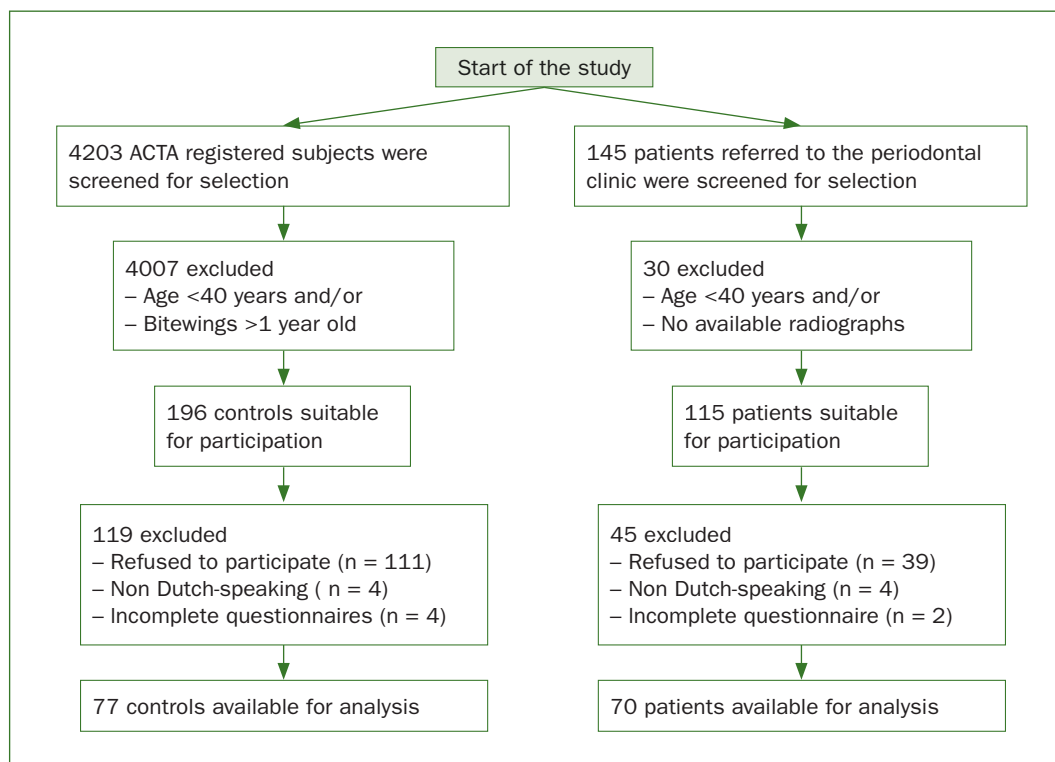 Start of the study
4203 ACTA registered subjects were
screened for selection
145 patients referred to the periodontal
clinic were screened for selection
4007 excluded
– Age <40 years and/or
– Bitewings >1 year old
30 excluded
– Age <40 years and/or
– No available radiographs
196 controls suitable
for participation
115 patients suitable
for participation
119 excluded
– Refused to participate (n = 111)
– Non Dutch-speaking ( n = 4)
– Incomplete questionnaires (n = 4)
45 excluded
– Refused to participate (n = 39)
– Non Dutch-speaking (n = 4)
– Incomplete questionnaire (n = 2)
77 controls available for analysis
70 patients available for analysis